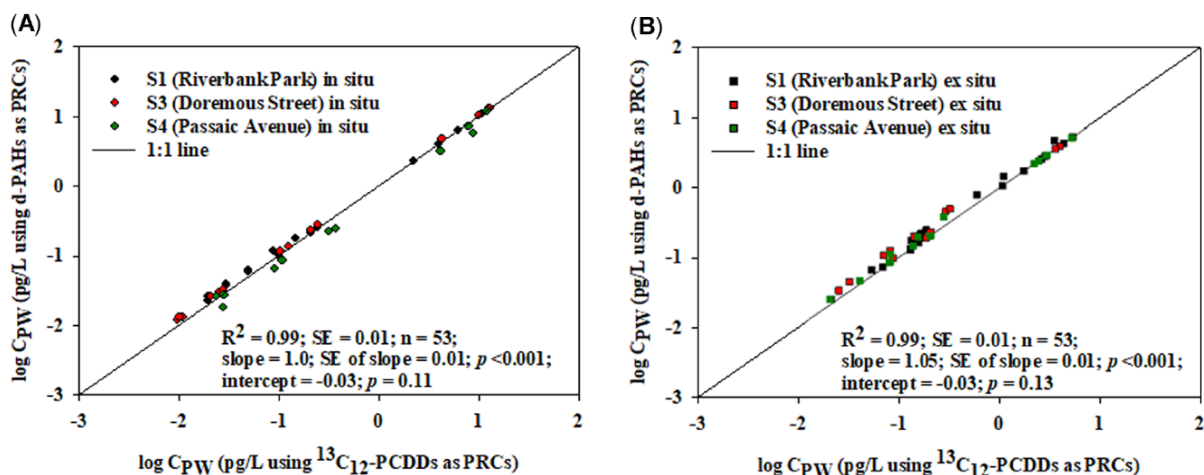 (A)
log CPW (pg/L using d-PAHs as PRCs)
2
1
0
-1
-2
-3
S1 (Riverbank Park) in situ
S3 (Doremous Street) in situ
S4 (Passaic Avenue) in situ
1:1 line
R2 = 0.99; SE = 0.01; n = 53;
slope = 1.0; SE of slope = 0.01; p <0.001;
intercept = -0.03; p = 0.11
-3 -2 -1 0 1 2
log CPW (pg/L using 13C12-PCDDs as PRCs)
(B)
log CPW (pg/L using d-PAHs as PRCs)
2
1
0
-1
-2
-3
S1 (Riverbank Park) ex situ
S3 (Doremous Street) ex situ
S4 (Passaic Avenue) ex situ
1:1 line
R2 = 0.99; SE = 0.01; n = 53;
slope = 1.05; SE of slope = 0.01; p <0.001;
intercept = -0.03; p = 0.13
-3 -2 -1 0 1 2
log CPW (pg/L using 13C12-PCDDs as PRCs)